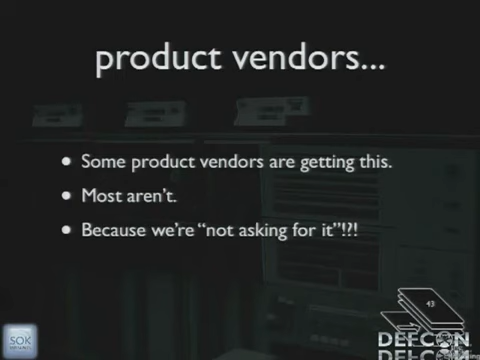 product vendors...
• Some product vendors are getting this.
• Most aren't.
• Because we're “not asking for it”!?!
43
SOK
DEFCON